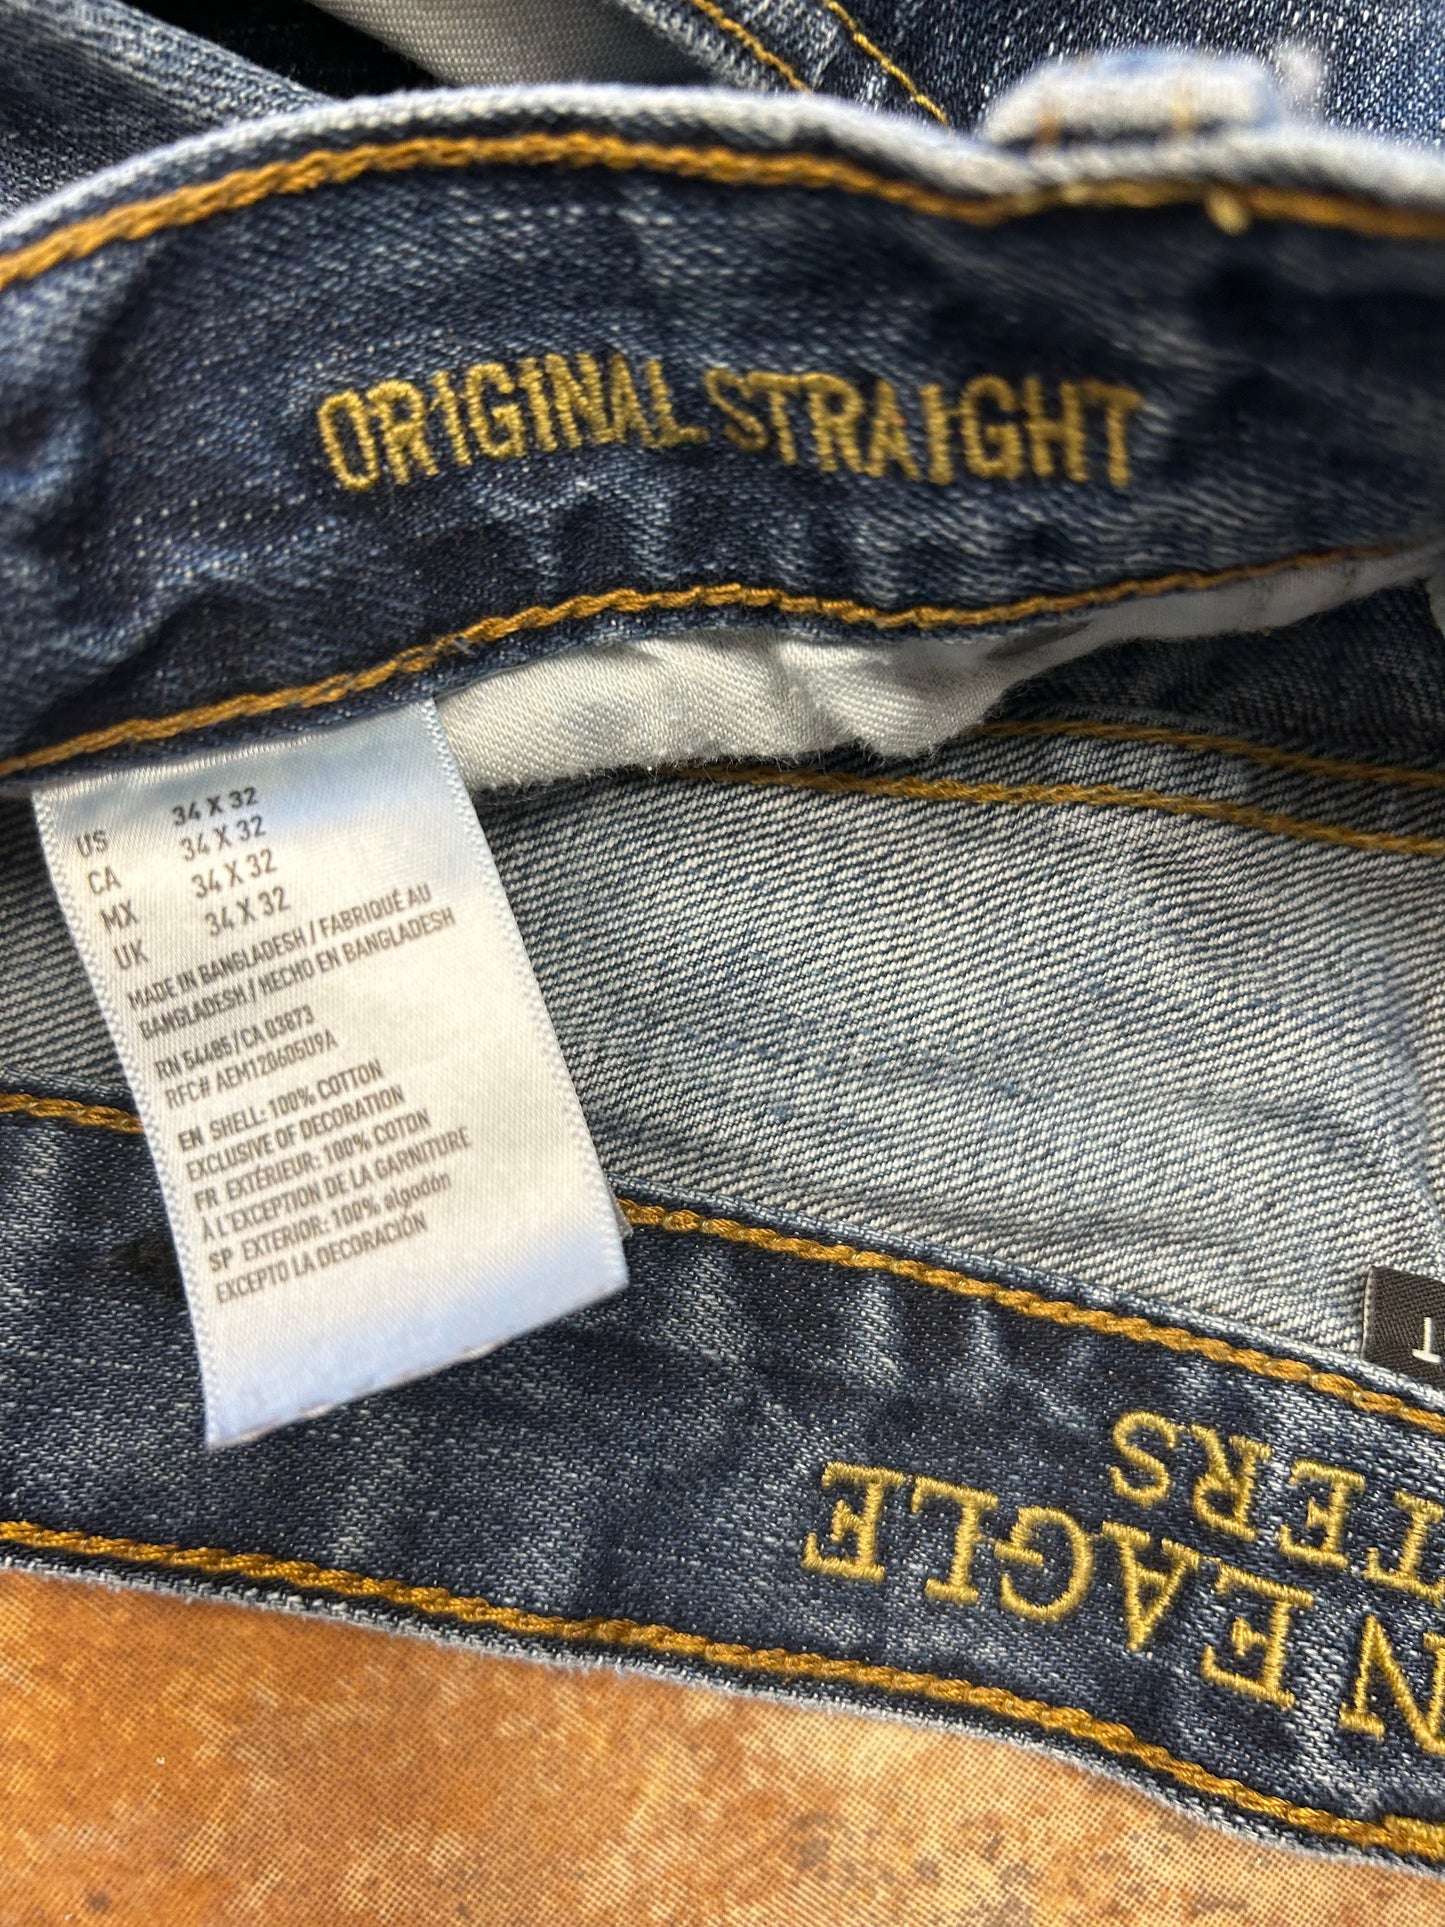 ORIGINAL STRAIGHT
US 34 X 32
CA 34 X 32
MX 34 X 32
UK 34 X 32
MADE IN BANGLADESH / FABRIQUÉ AU
BANGLADESH / HECHO EN BANGLADESH
RN 54485/CA 03873
RFC# AEM120605U9A
EN SHELL: 100% COTTON
EXCLUSIVE OF DECORATION
FR EXTÉRIEUR: 100% COTON
À L'EXCEPTION DE LA GARNITURE
SP EXTERIOR: 100% algodón
EXCEPTO LA DECORACIÓN
N EAGLE
TERS